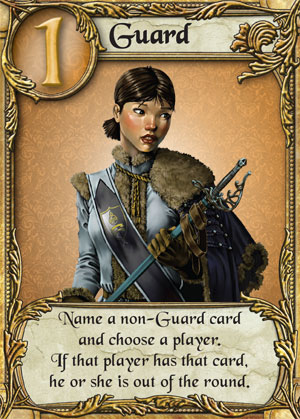 1
Guard
Name a non-Guard card
and choose a player.
If that player has that card,
he or she is out of the round.